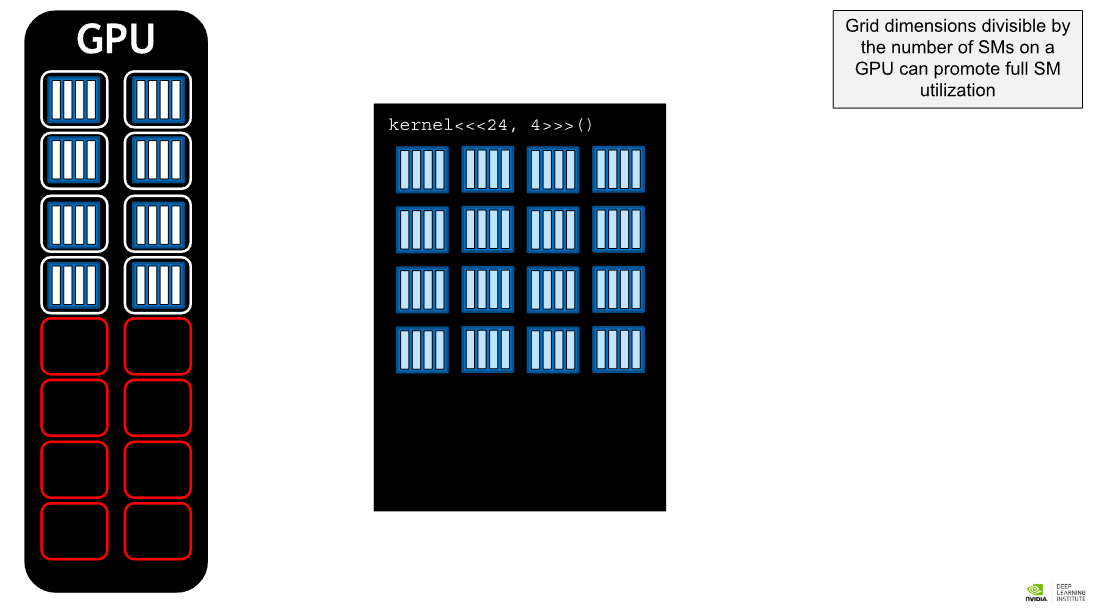 GPU
Grid dimensions divisible by
the number of SMs on a
GPU can promote full SM
utilization
kernel<<<24, 4>>>()
NVIDIA.
DEEP
LEARNING
INSTITUTE